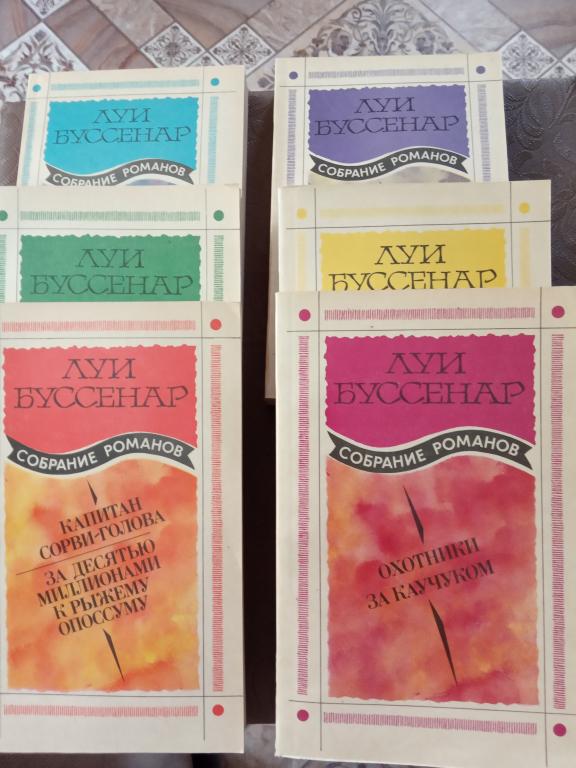 ЛУИ
БУССЕНАР
СОБРАНИЕ РОМАНОВ
ЛУИ
БУССЕНАР
СОБРАНИЕ РОМАНОВ
ЛУИ
БУССЕНАР
ЛУИ
БУССЕНАР
ЛУИ
БУССЕНАР
СОБРАНИЕ РОМАНОВ
КАПИТАН
СОРВИ-ГОЛОВА
ЗА ДЕСЯТЬЮ
МИЛЛИОНАМИ
К РЫЖЕМУ
ОПОССУМУ
ЛУИ
БУССЕНАР
СОБРАНИЕ РОМАНОВ
ОХОТНИКИ
ЗА КАУЧУКОМ